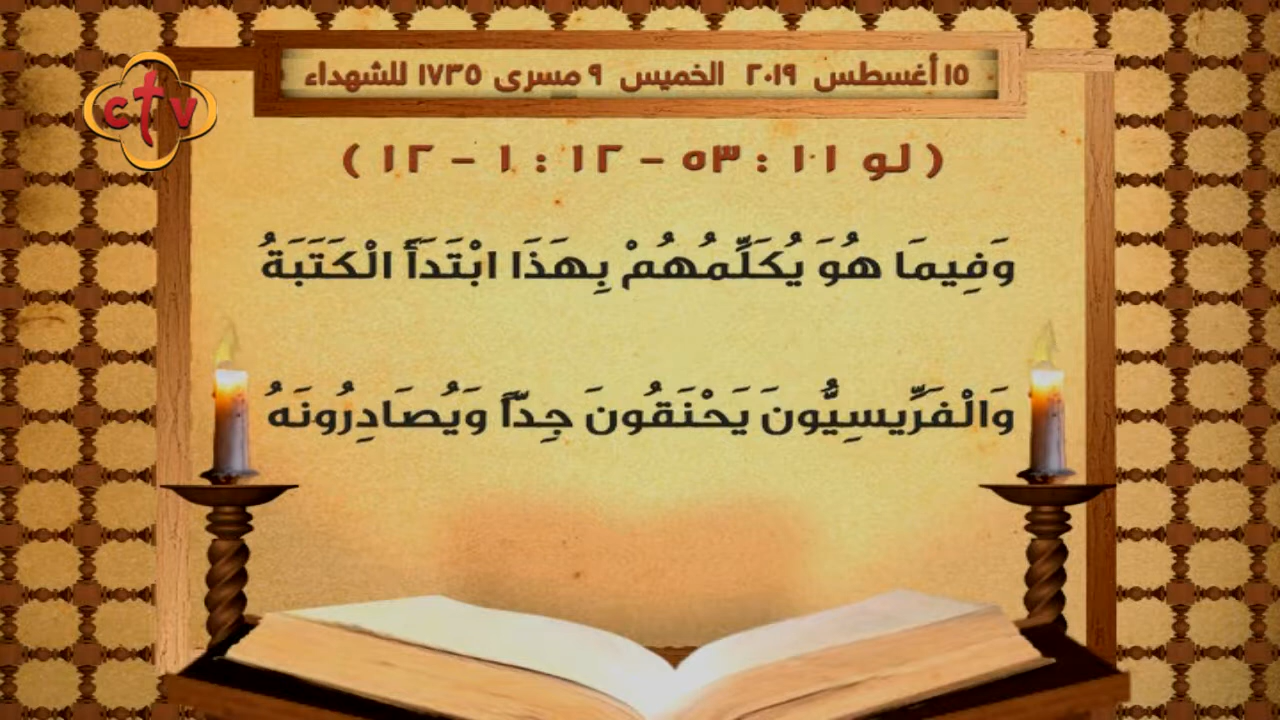 ctv
١٥ أغسطس ٢٠١٩ الخميس ٩ مسرى ١٧٣٥ للشهداء
( لو ١١ : ٥٣ - ١٢ : ١ - ١٢ )
وَفِيمَا هُوَ يُكَلِّمُهُمْ بِهَذَا ابْتَدَأَ الْكَتَبَةُ
وَالْفَرِّيسِيُّونَ يَحْنَقُونَ جِدّاً وَيُصَادِرُونَهُ